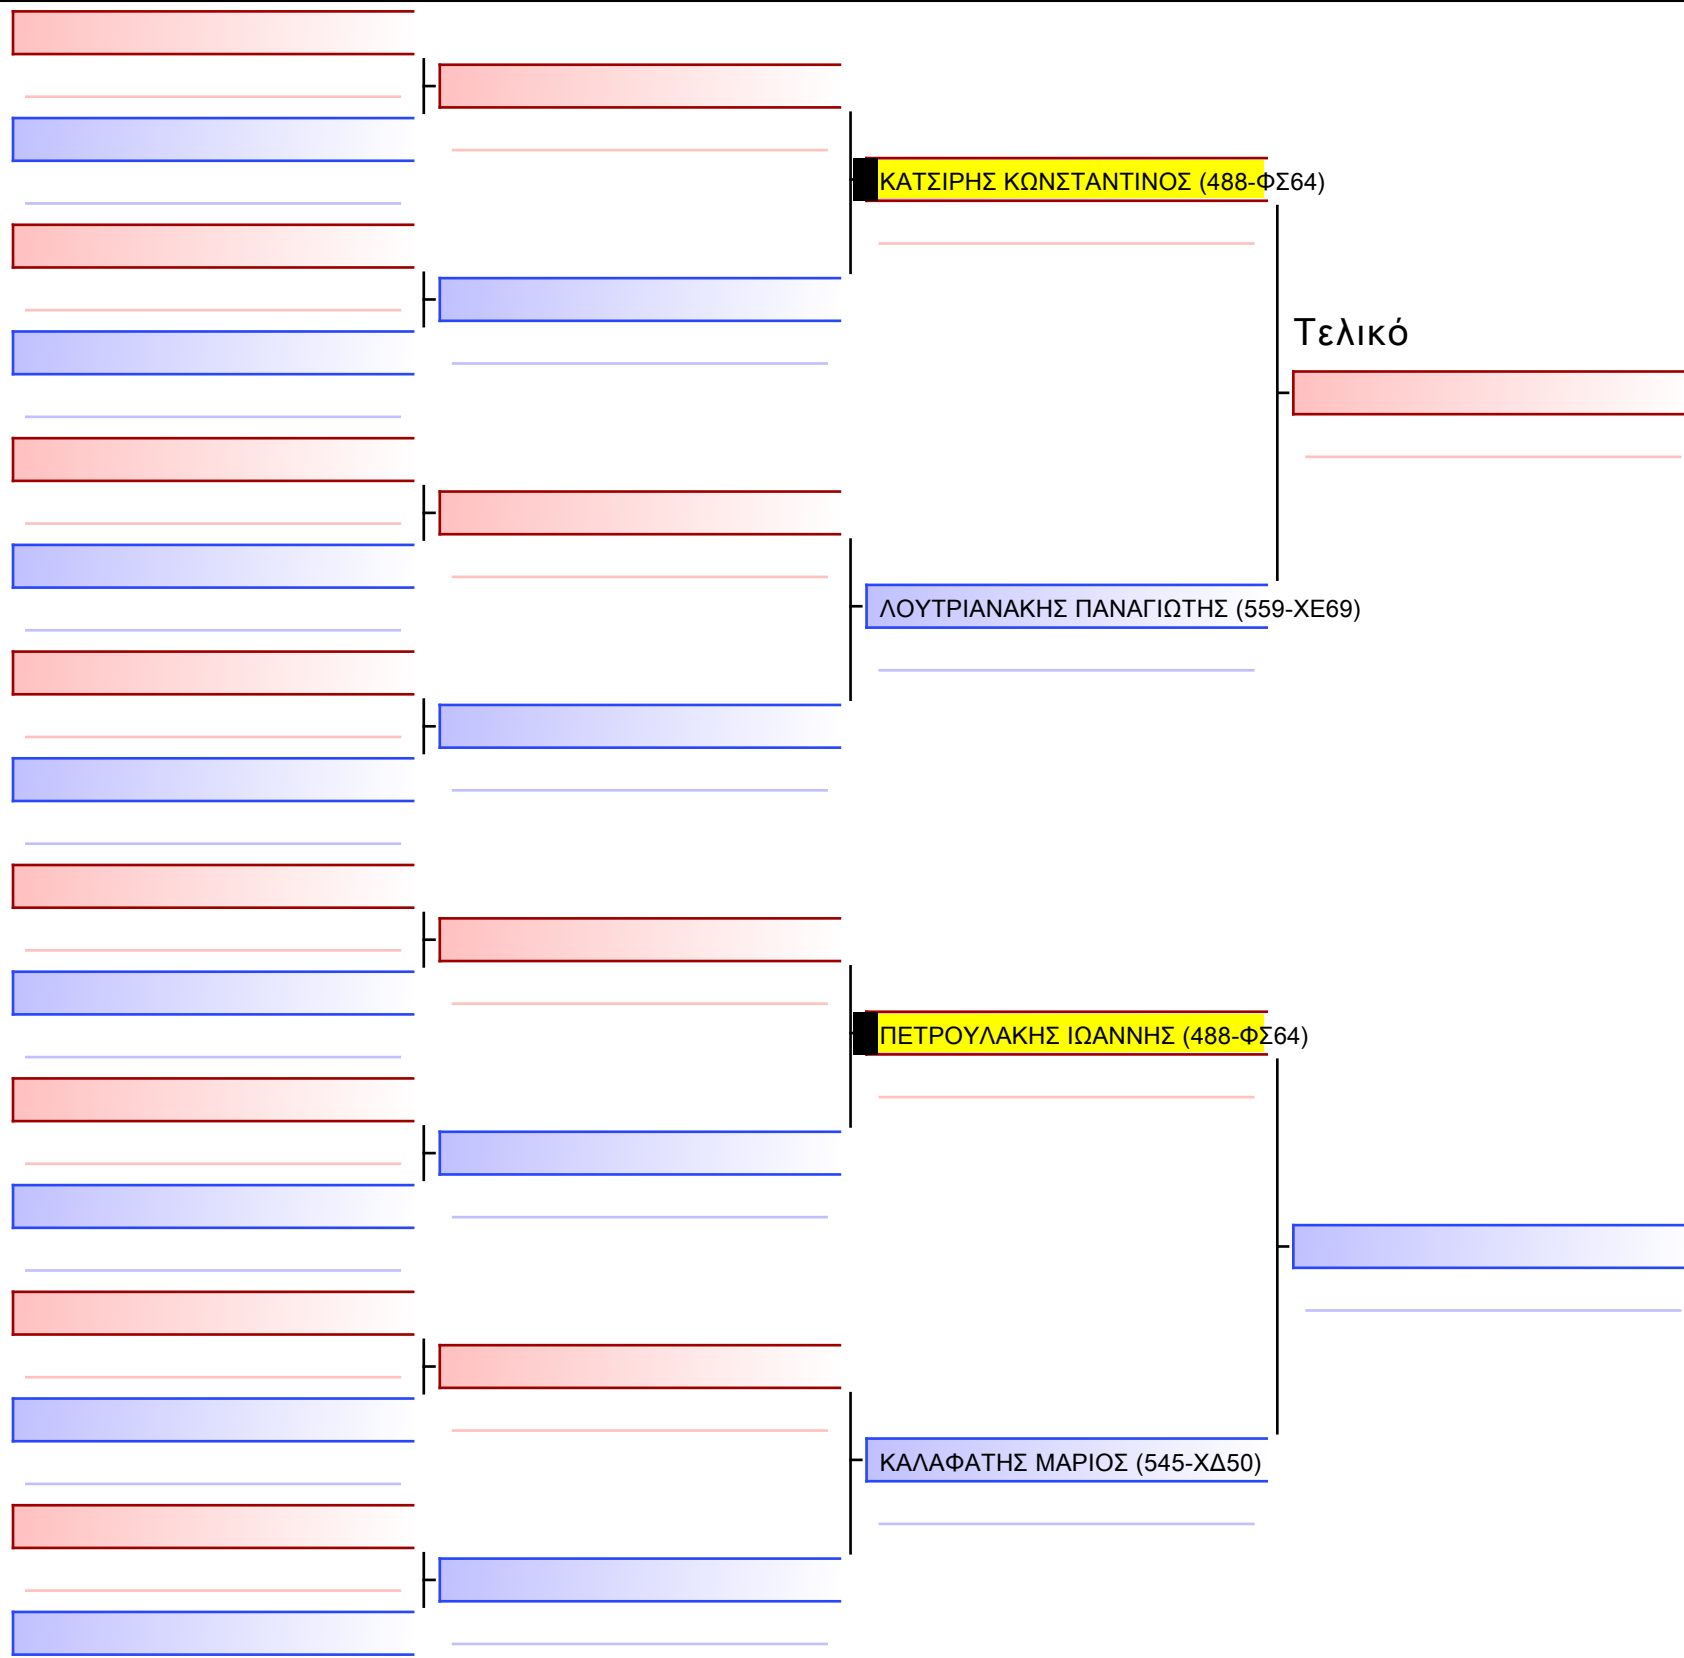 ΚΑΤΣΙΡΗΣ ΚΩΝΣΤΑΝΤΙΝΟΣ (488-ΦΣ64)
Τελικό
ΛΟΥΤΡΙΑΝΑΚΗΣ ΠΑΝΑΓΙΩΤΗΣ (559-ΧΕ69)
ΠΕΤΡΟΥΛΑΚΗΣ ΙΩΑΝΝΗΣ (488-ΦΣ64)
ΚΑΛΑΦΑΤΗΣ ΜΑΡΙΟΣ (545-ΧΔ50)